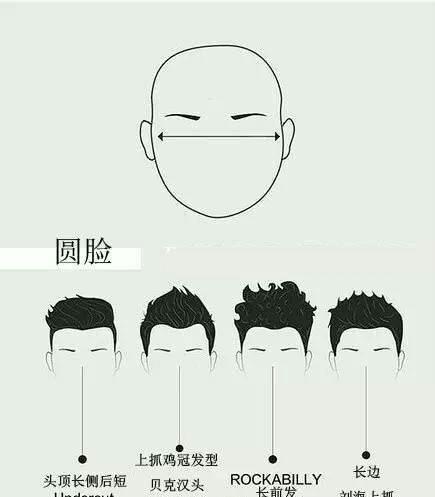 圆脸
头顶长侧后短
Undercut
上抓鸡冠发型
贝克汉头
ROCKABILLY
长前发
长边
刘海上抓